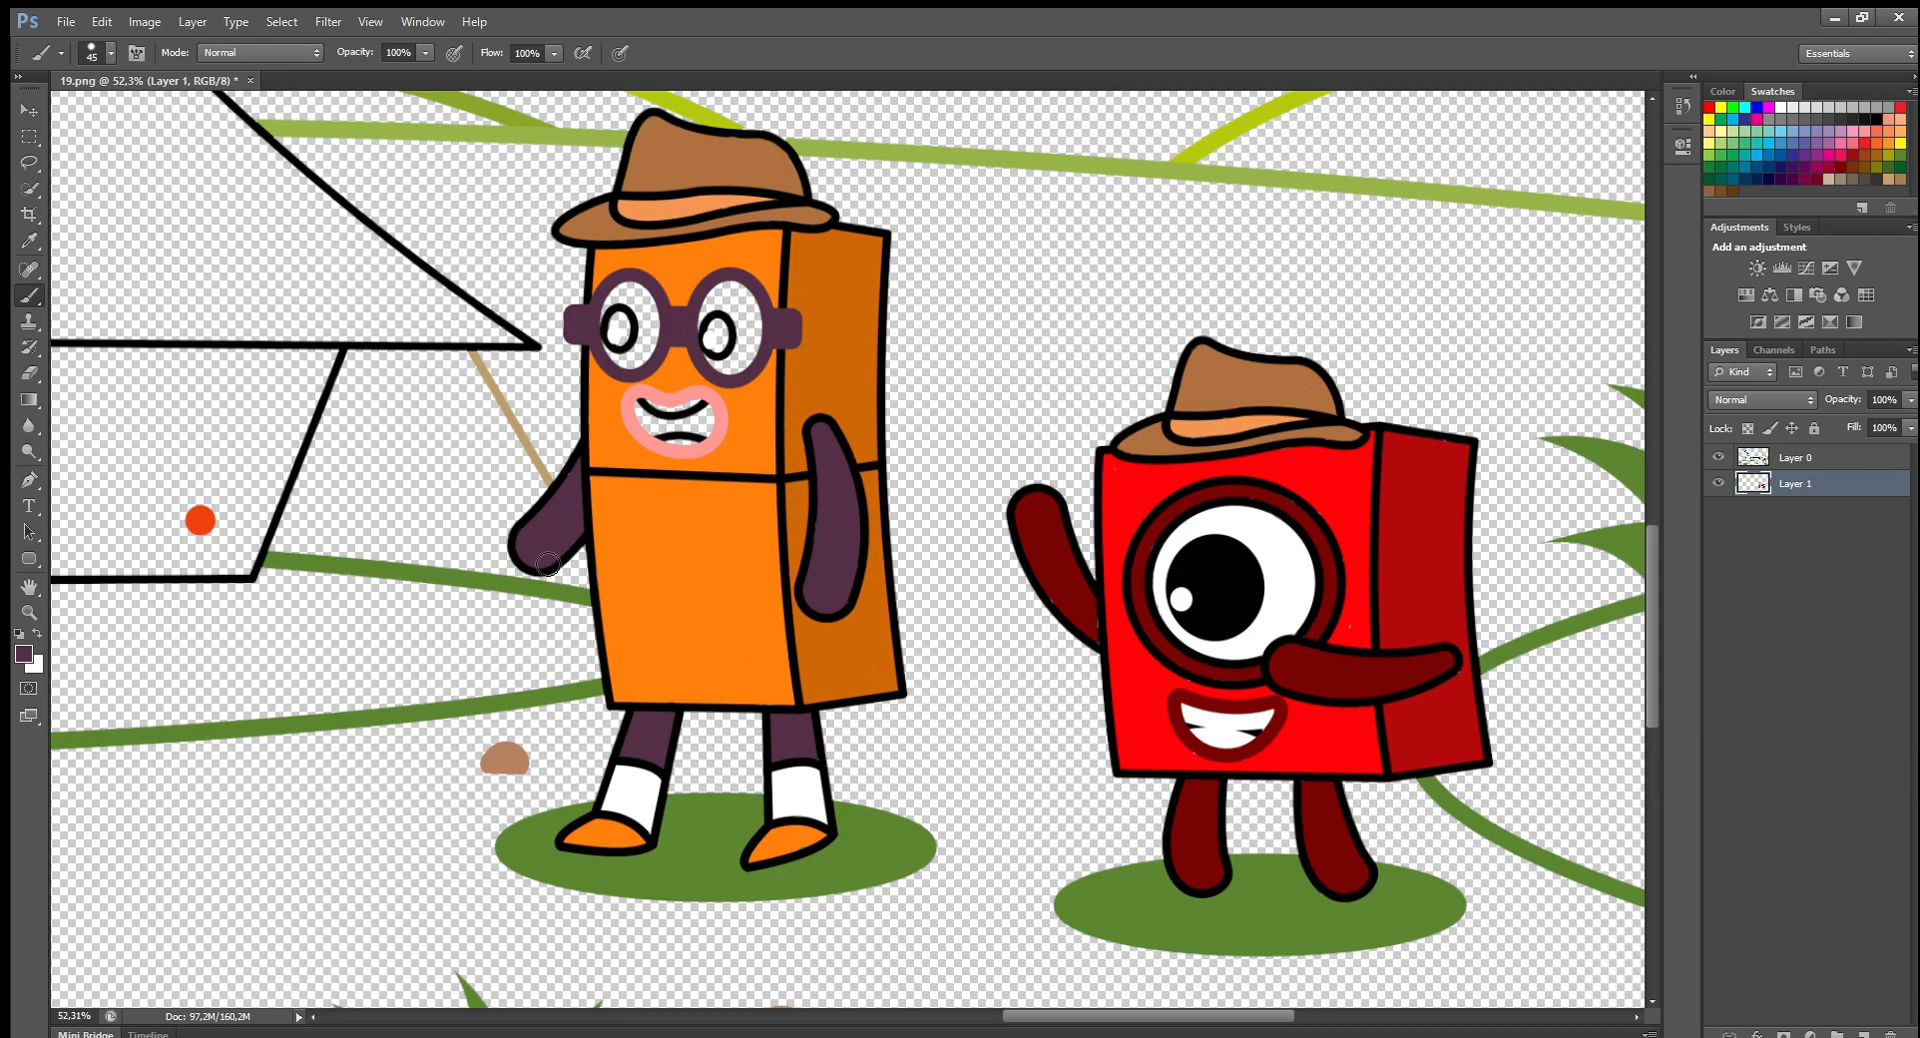 Ps File Edit Image Layer Type Select Filter View Window Help
45 Mode: Normal Opacity: 100% Flow: 100% Essentials
19.png @ 52,3% (Layer 1, RGB/8) * ×
Color Swatches
Adjustments Styles
Add an adjustment
Layers Channels Paths
Kind
Normal Opacity: 100%
Lock: Fill: 100%
Layer 0
Layer 1
52,31% Doc: 97,2M/160,2M
Mini Bridge Timeline